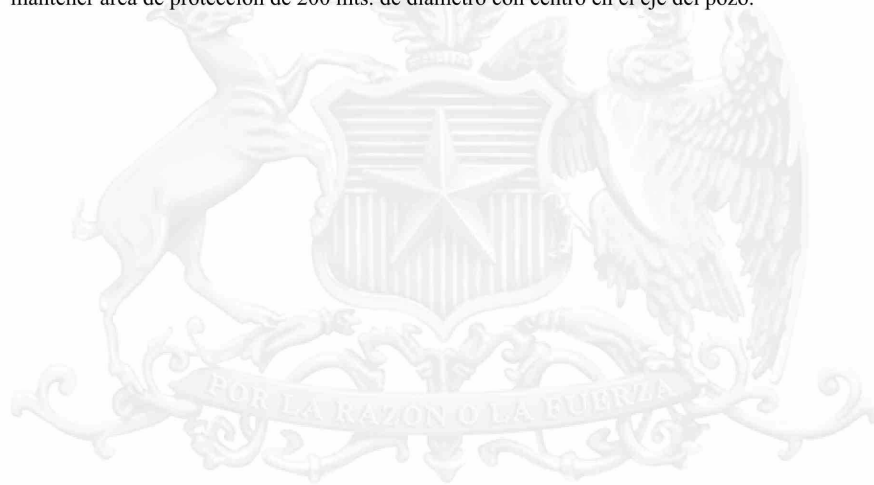 mantener área de protección de 200 mts. de diámetro con centro en el eje del pozo.
POR LA RAZON O LA FUERZA